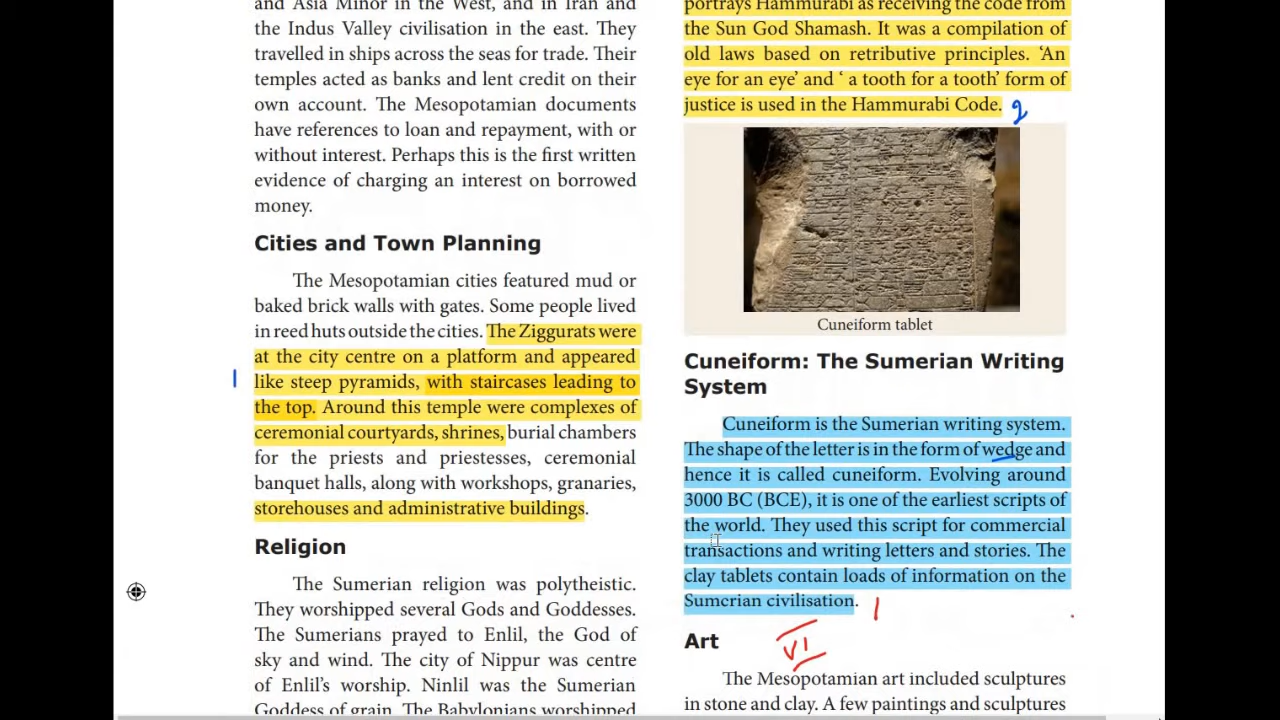 and Asia Minor in the West, and in Iran and
the Indus Valley civilisation in the east. They
travelled in ships across the seas for trade. Their
temples acted as banks and lent credit on their
own account. The Mesopotamian documents
have references to loan and repayment, with or
without interest. Perhaps this is the first written
evidence of charging an interest on borrowed
money.
Cities and Town Planning
The Mesopotamian cities featured mud or
baked brick walls with gates. Some people lived
in reed huts outside the cities. The Ziggurats were
at the city centre on a platform and appeared
like steep pyramids, with staircases leading to
the top. Around this temple were complexes of
ceremonial courtyards, shrines, burial chambers
for the priests and priestesses, ceremonial
banquet halls, along with workshops, granaries,
storehouses and administrative buildings.
Religion
The Sumerian religion was polytheistic.
They worshipped several Gods and Goddesses.
The Sumerians prayed to Enlil, the God of
sky and wind. The city of Nippur was centre
of Enlil's worship. Ninlil was the Sumerian
Goddess of grain. The Babylonians worshipped
portrays Hammurabi as receiving the code from
the Sun God Shamash. It was a compilation of
old laws based on retributive principles. ‘An
eye for an eye’ and ‘ a tooth for a tooth’ form of
justice is used in the Hammurabi Code.
Cuneiform tablet
Cuneiform: The Sumerian Writing
System
Cuneiform is the Sumerian writing system.
The shape of the letter is in the form of wedge and
hence it is called cuneiform. Evolving around
3000 BC (BCE), it is one of the earliest scripts of
the world. They used this script for commercial
transactions and writing letters and stories. The
clay tablets contain loads of information on the
Sumerian civilisation.
Art
VI
The Mesopotamian art included sculptures
in stone and clay. A few paintings and sculptures